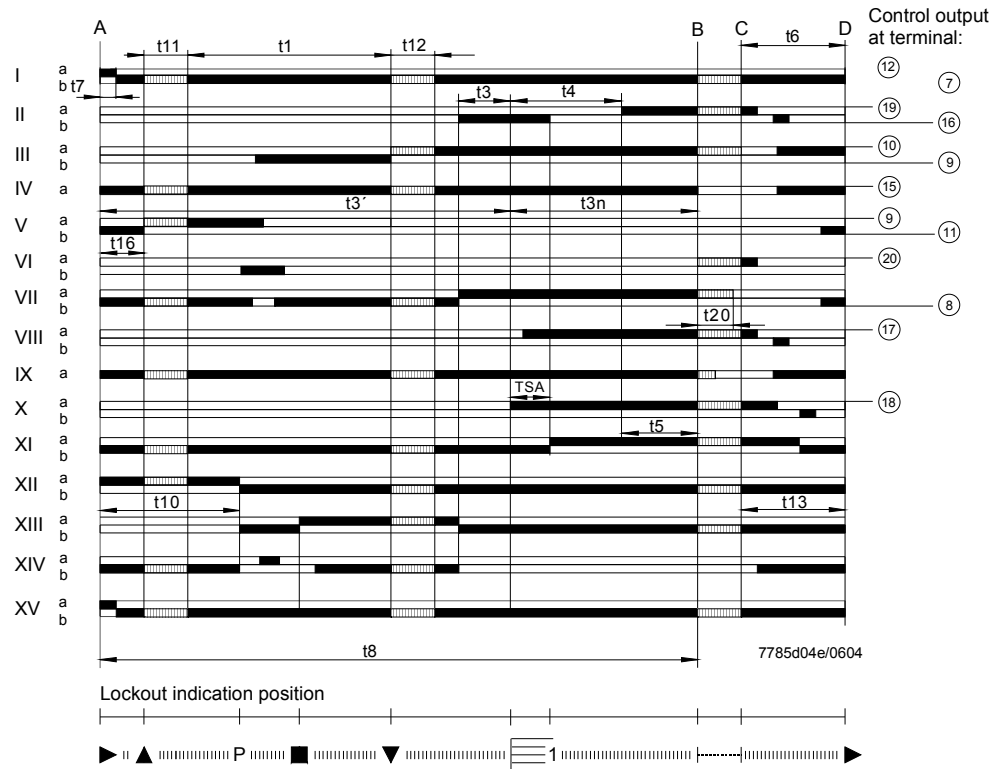 A t11 t1 t12 B C t6 D Control output
at terminal:
I a b t7 12 7
II a b t3 t4 19 16
III a b 10 9
IV a 15
t3´ t3n
V a b 9 11
t16
VI a b 20
VII a b 8
t20
VIII a b 17
IX a
TSA
X a b 18
t5
XI a b
XII a b
t10 t13
XIII a b
XIV a b
XV a b
t8
7785d04e/0604
Lockout indication position
P 1